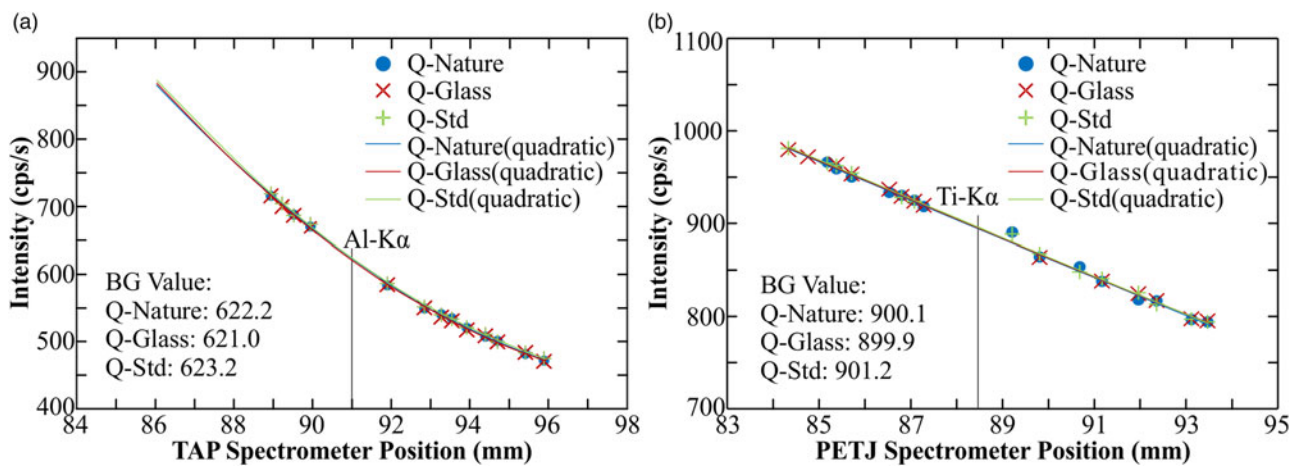 (a)
900
800
700
600
500
400
84
86
88
90
92
94
96
98
Intensity (cps/s)
TAP Spectrometer Position (mm)
Q-Nature
Q-Glass
Q-Std
Q-Nature(quadratic)
Q-Glass(quadratic)
Q-Std(quadratic)
Al-Kα
BG Value:
Q-Nature: 622.2
Q-Glass: 621.0
Q-Std: 623.2
(b)
1100
1000
900
800
700
83
85
87
89
91
93
95
Intensity (cps/s)
PETJ Spectrometer Position (mm)
Q-Nature
Q-Glass
Q-Std
Q-Nature(quadratic)
Q-Glass(quadratic)
Q-Std(quadratic)
Ti-Kα
BG Value:
Q-Nature: 900.1
Q-Glass: 899.9
Q-Std: 901.2